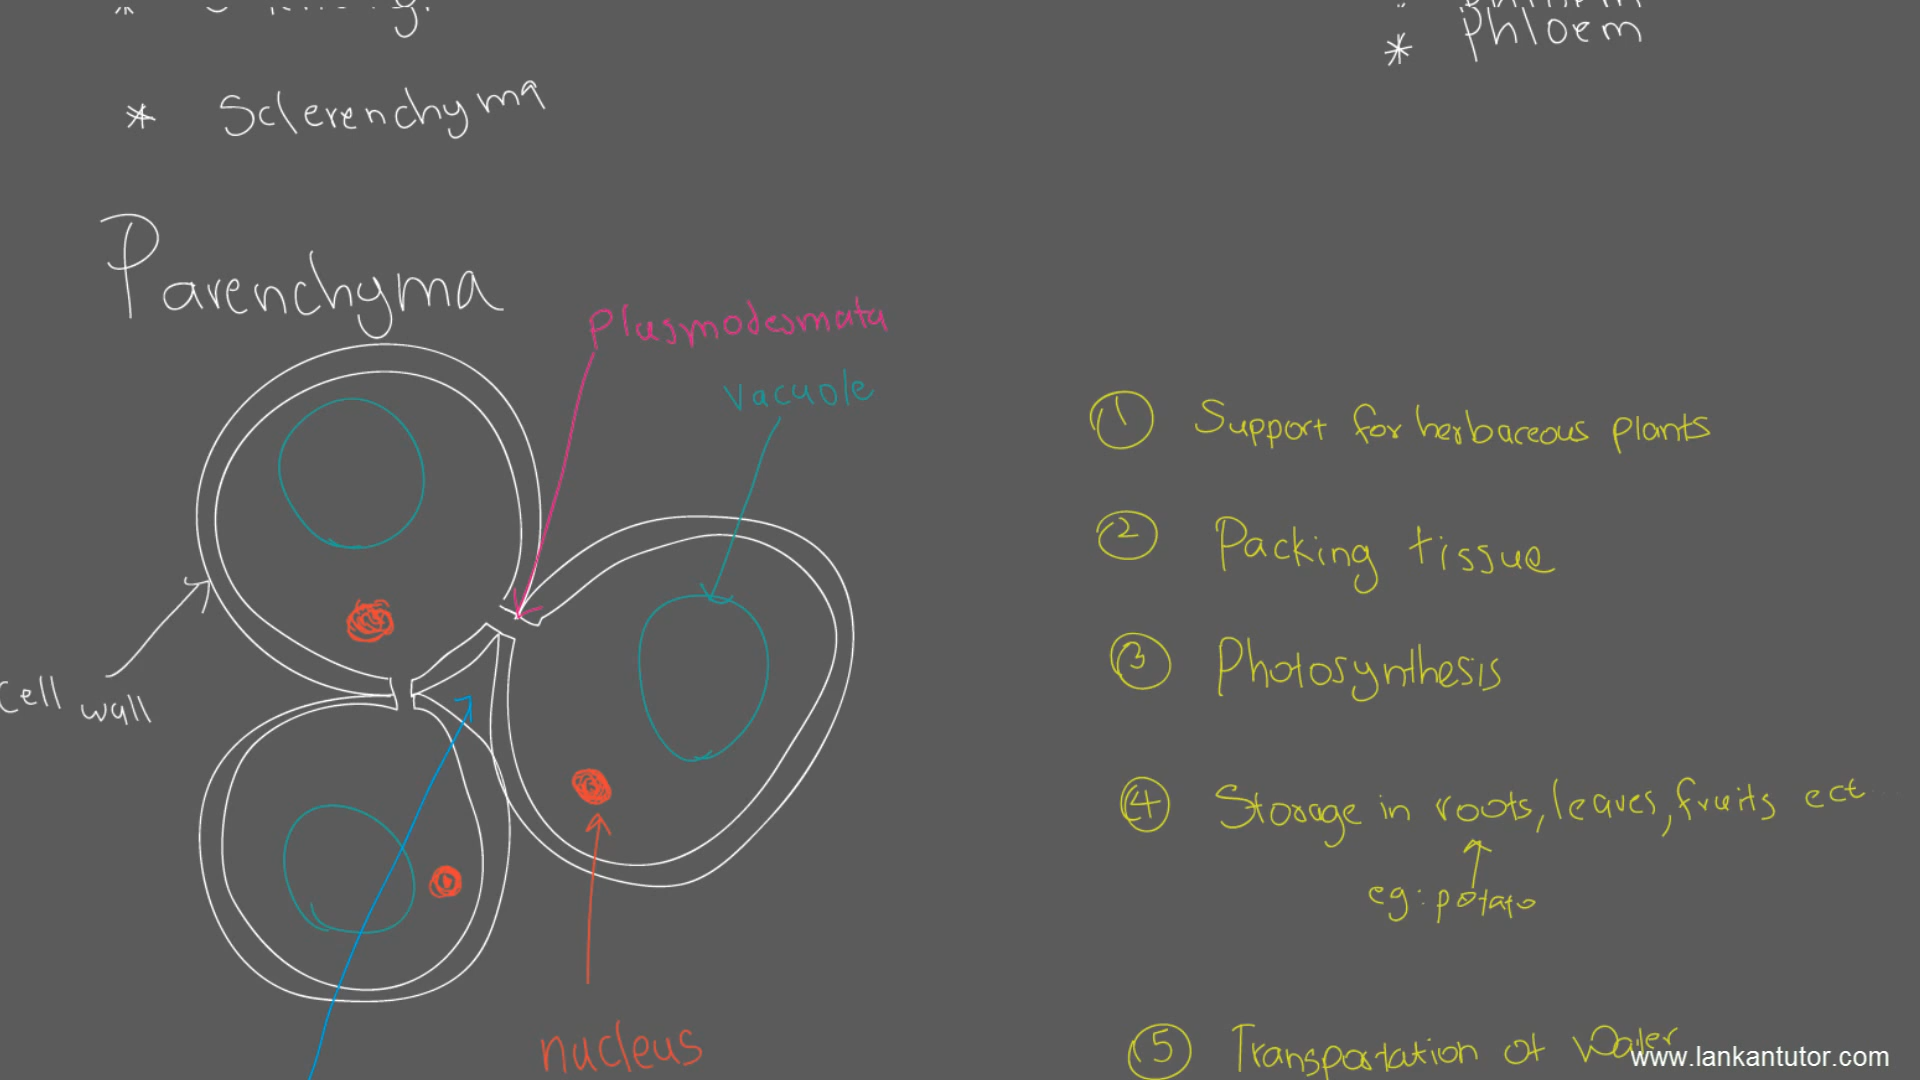 * Phloem
* Sclerenchyma
Parenchyma
Plasmodesmata
vacuole
cell wall
nucleus
① Support for herbaceous plants
② Packing tissue
③ Photosynthesis
④ Storage in roots, leaves, fruits ect
eg: potato
⑤ Transportation of Water
www.lankantutor.com